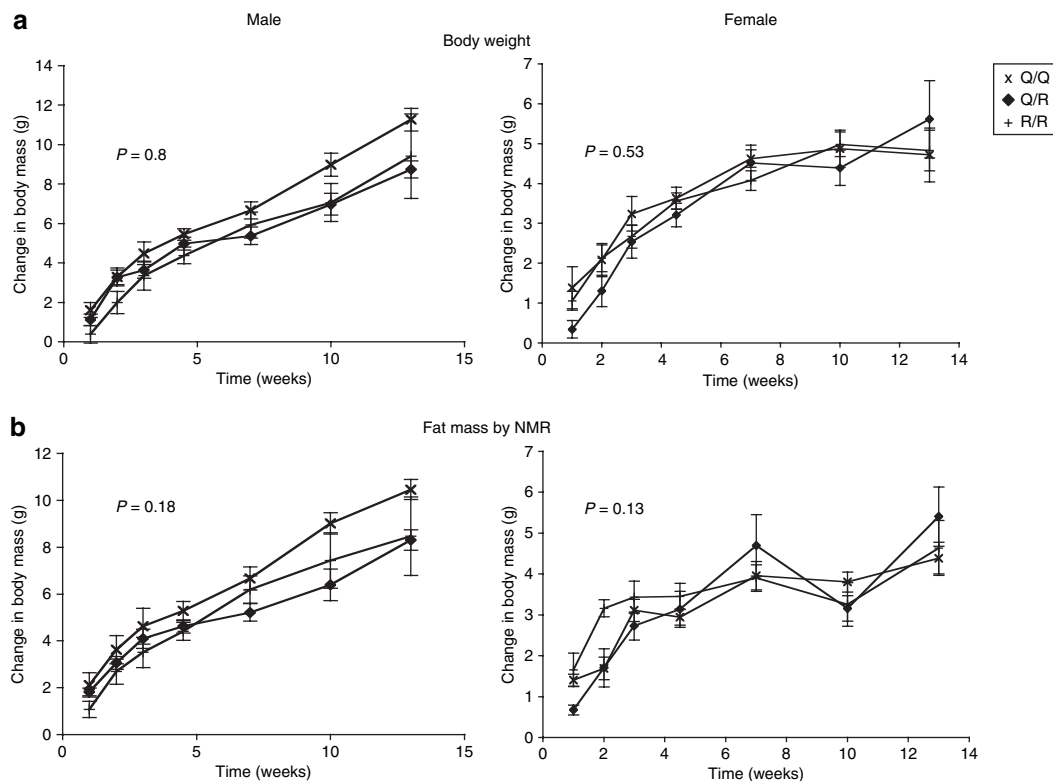 a
Male
Female
Body weight
Change in body mass (g)
14
12
10
8
6
4
2
0
P = 0.8
0
5
10
15
Time (weeks)
Change in body mass (g)
7
6
5
4
3
2
1
0
P = 0.53
0
2
4
6
8
10
12
14
Time (weeks)
Q/Q
Q/R
R/R
b
Fat mass by NMR
Change in body mass (g)
12
10
8
6
4
2
0
P = 0.18
0
5
10
15
Time (weeks)
Change in body mass (g)
7
6
5
4
3
2
1
0
P = 0.13
0
2
4
6
8
10
12
14
Time (weeks)